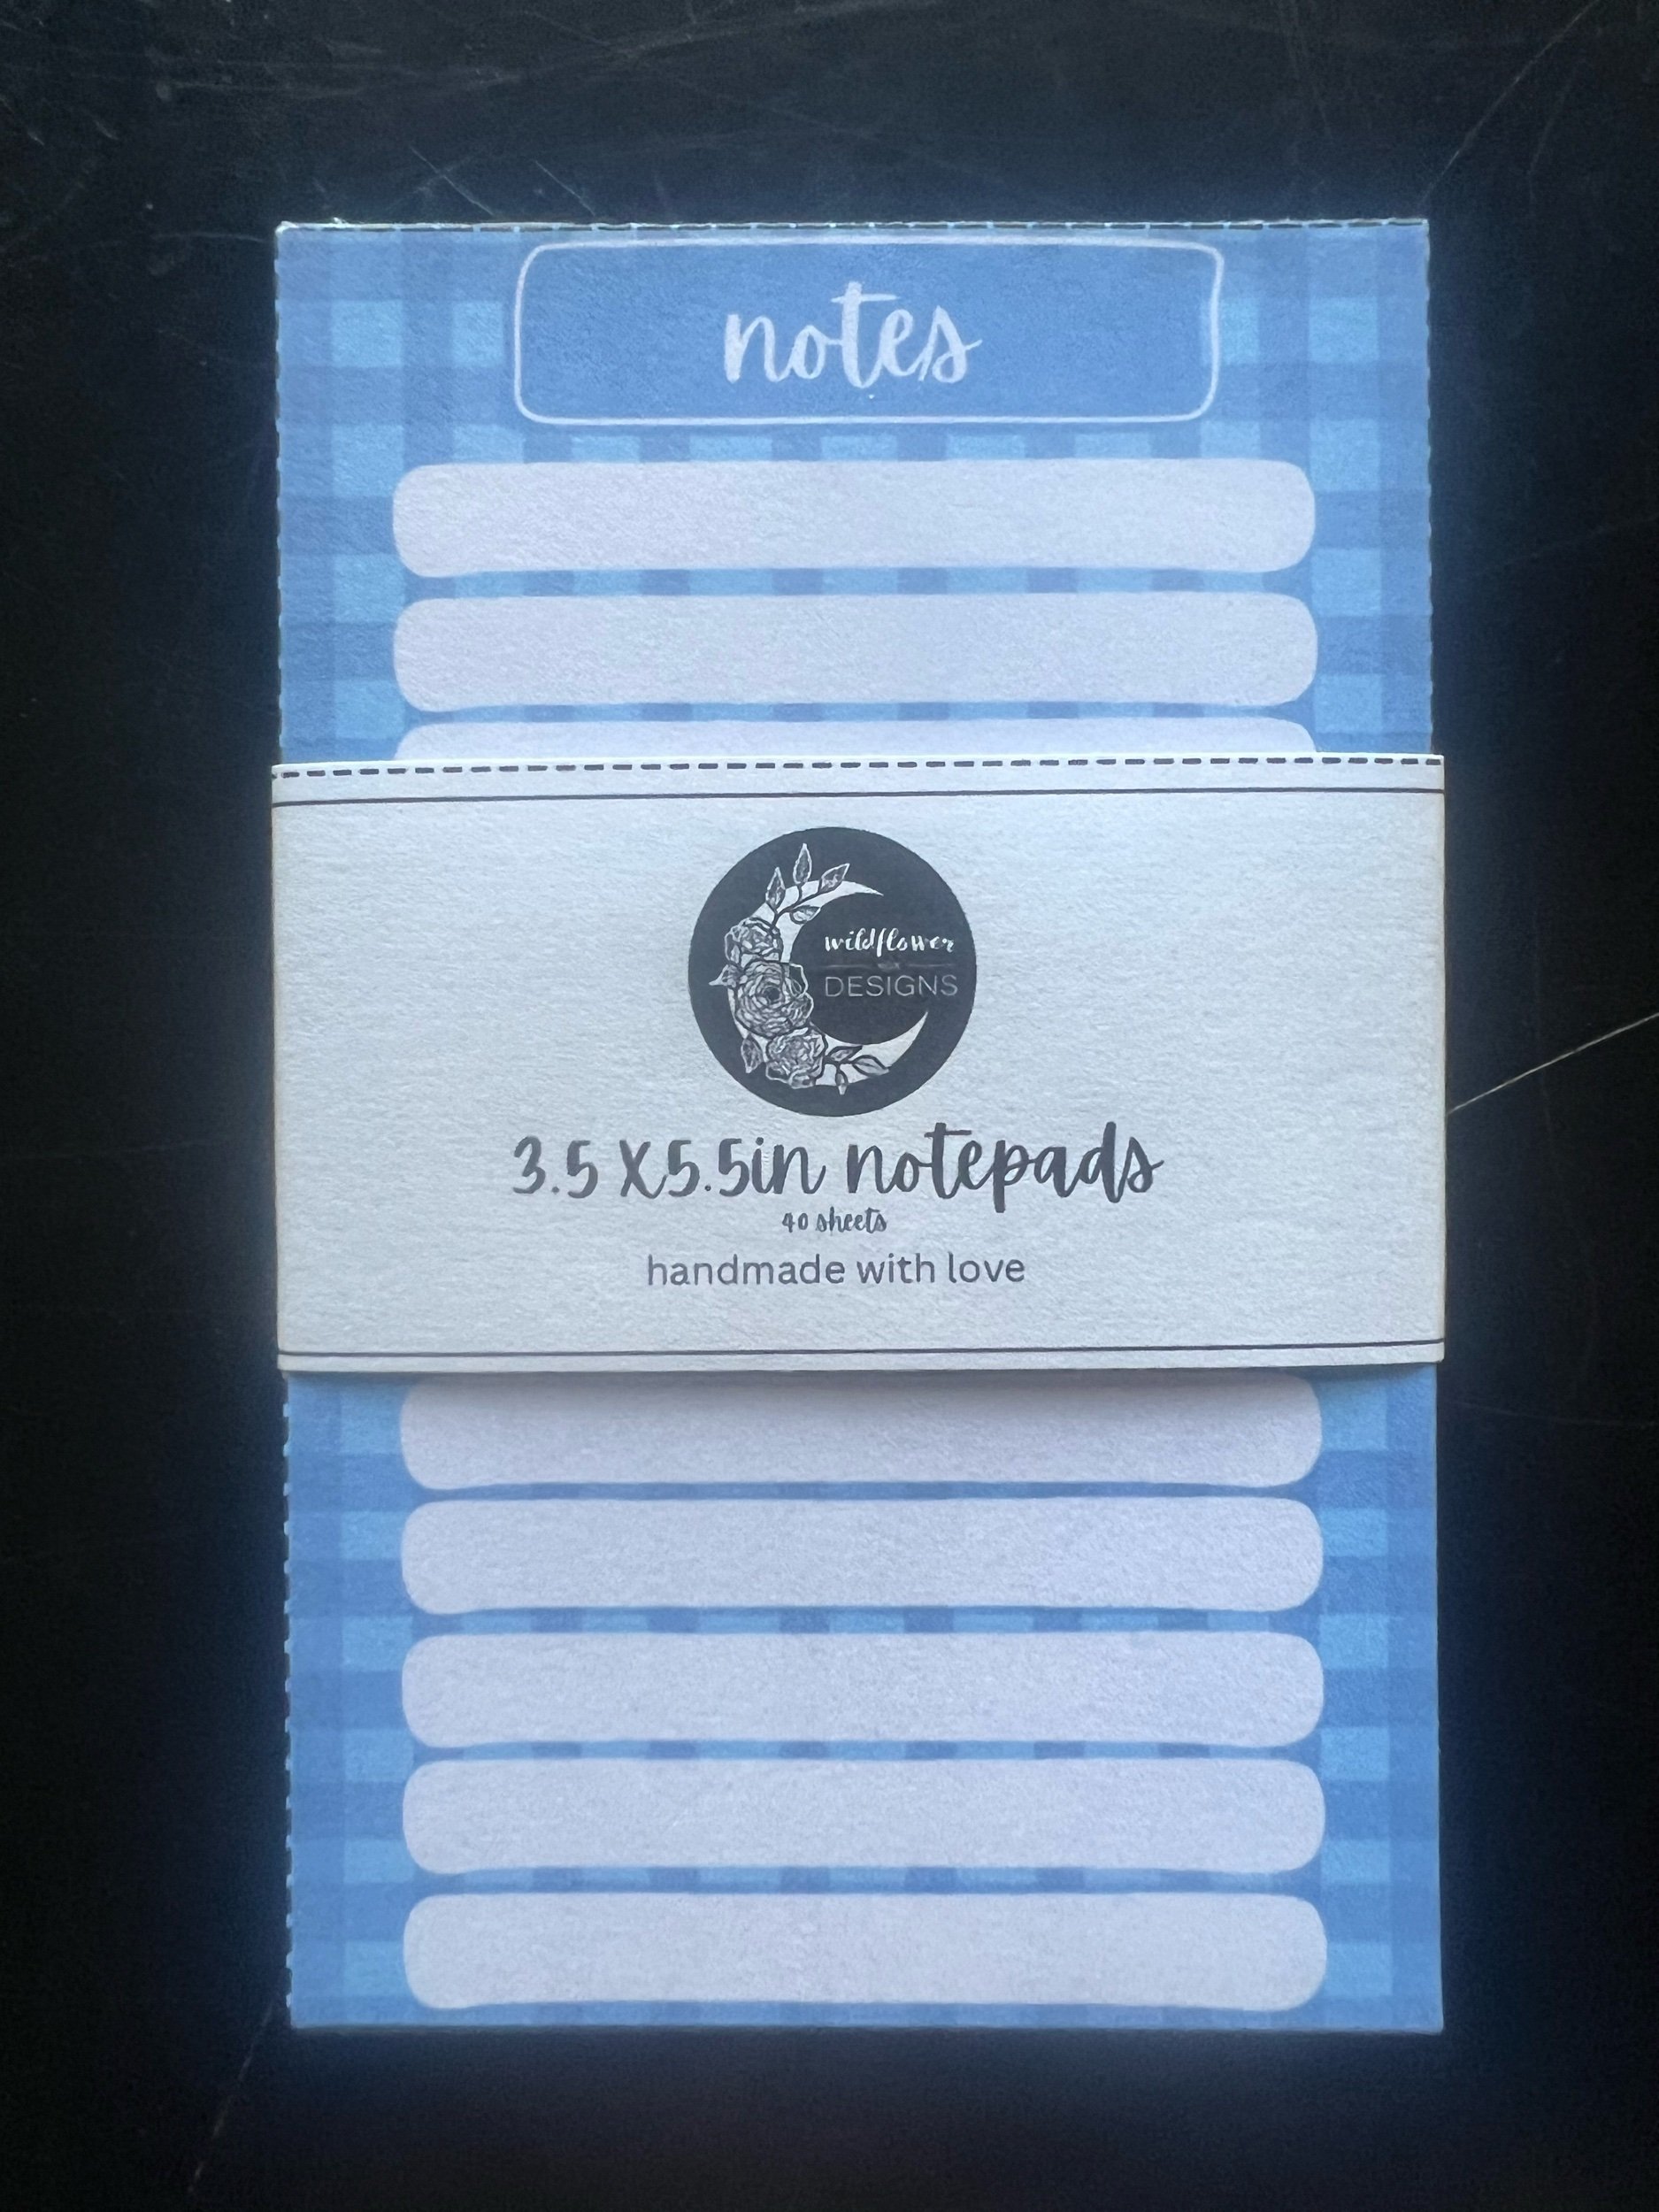 notes
wildflower
DESIGNS
3.5 X 5.5in notepads
40 sheets
handmade with love